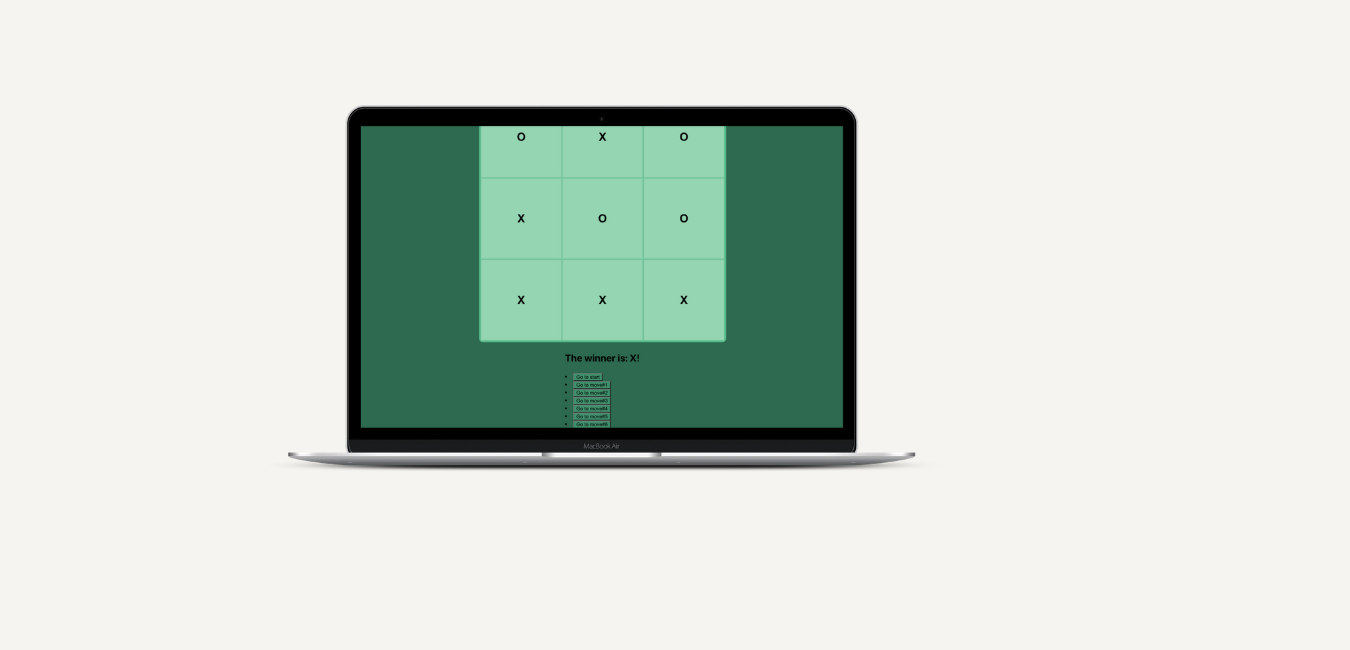 O X O
X O O
X X X
The winner is: X!
Go to start
Go to move#1
Go to move#2
Go to move#3
Go to move#4
Go to move#5
Go to move#6
MacBook Air